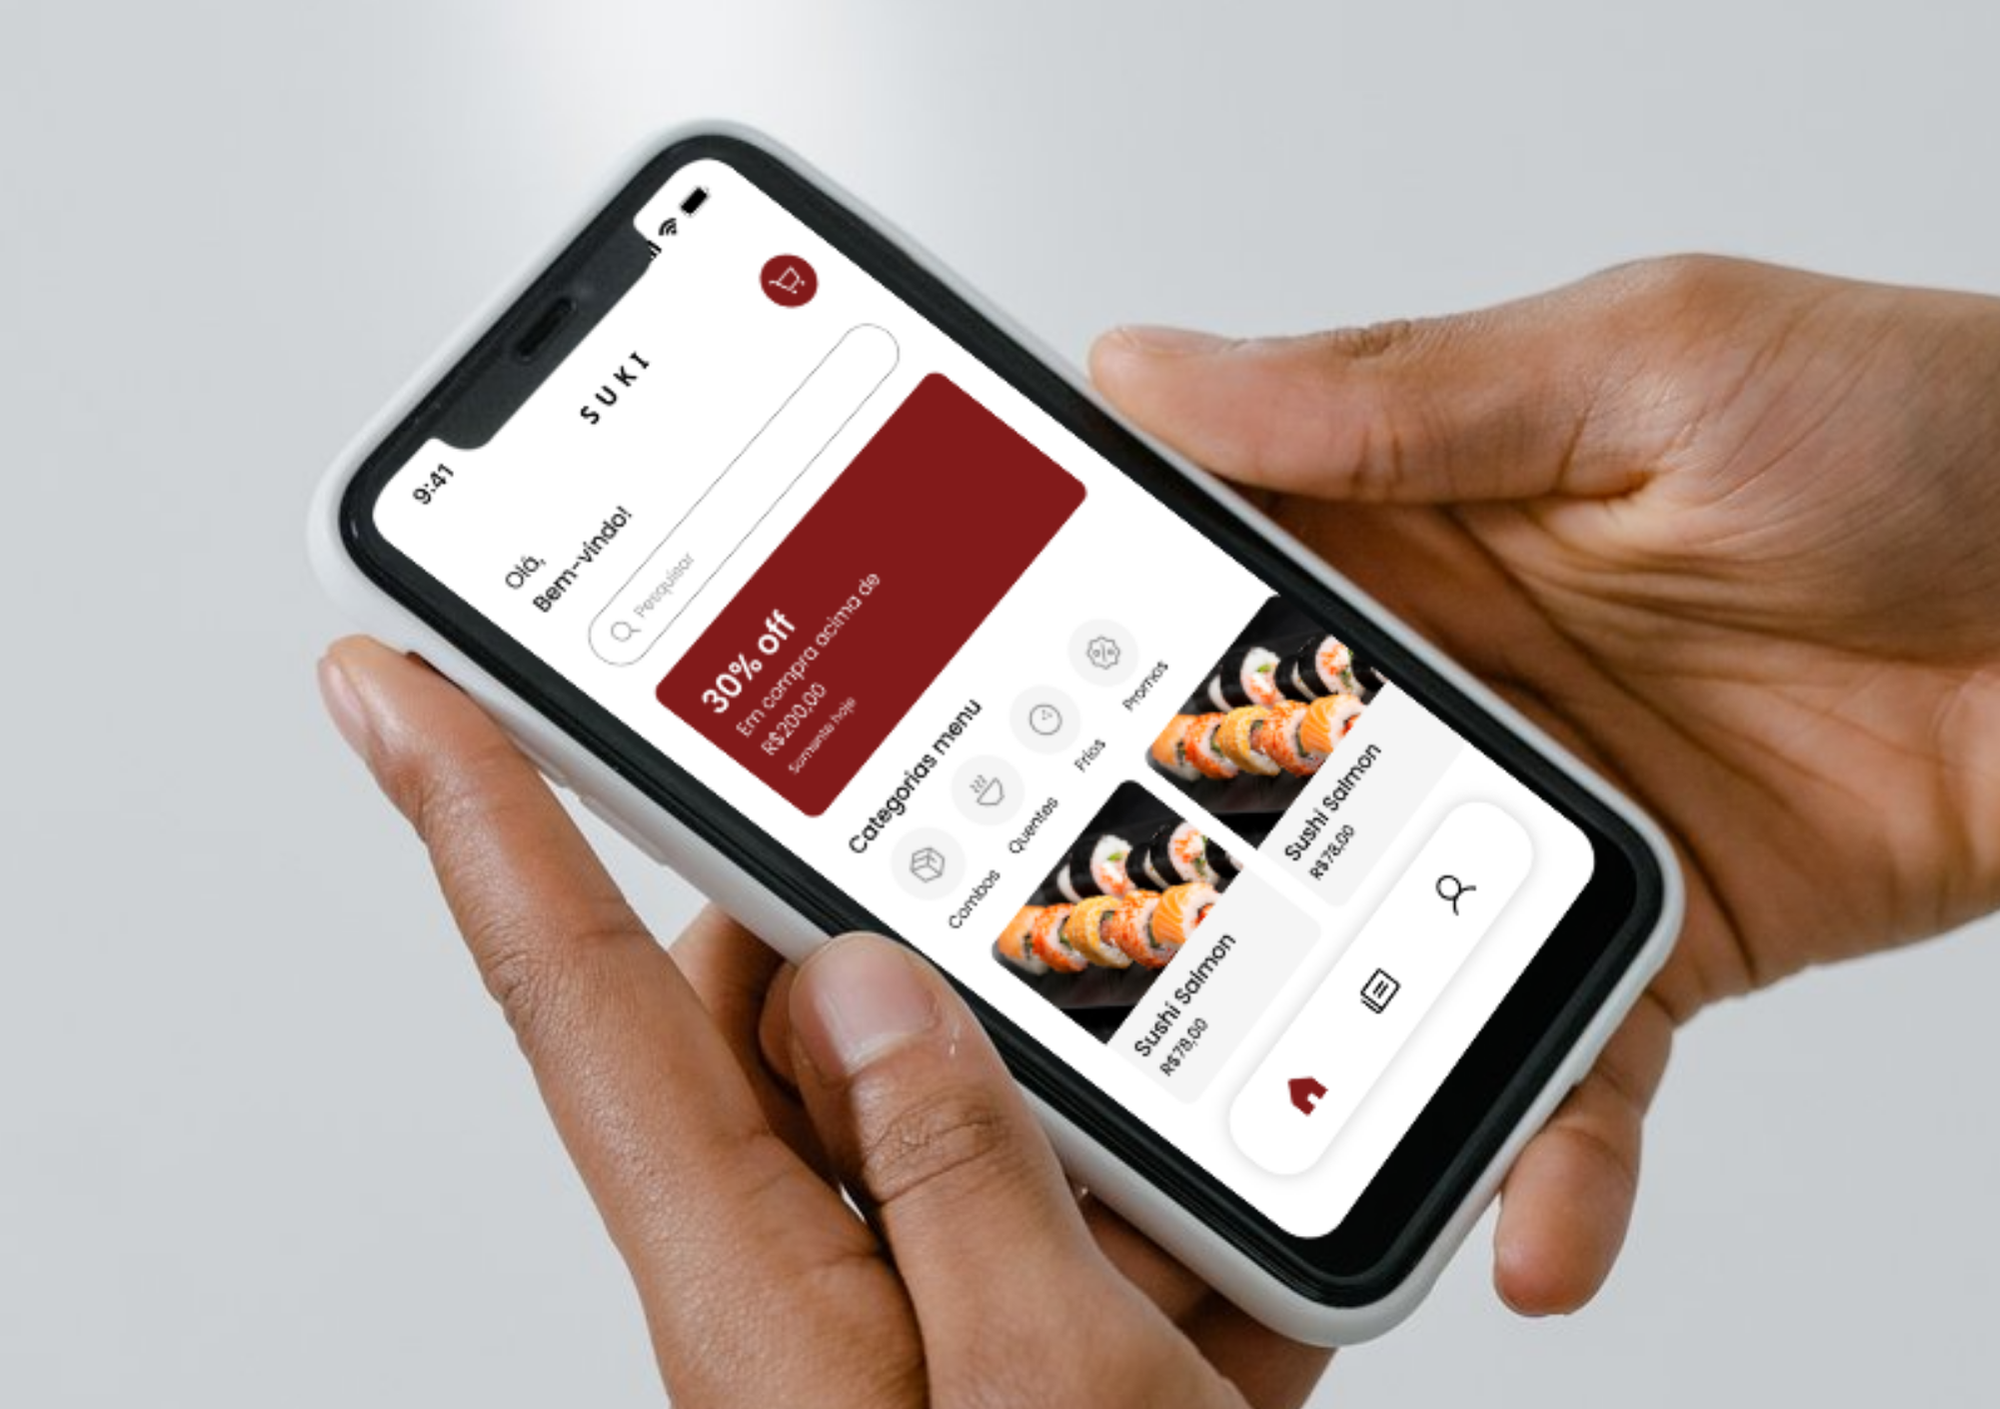 9:41
SUKI
Olá,
Bem-vindo!
Pesquisar
30% off
Em compra acima de
R$200,00
Somente hoje
Categorias menu
Combos
Quentes
Frios
Promos
Sushi Salmon
R$78,00
Sushi Salmon
R$78,00